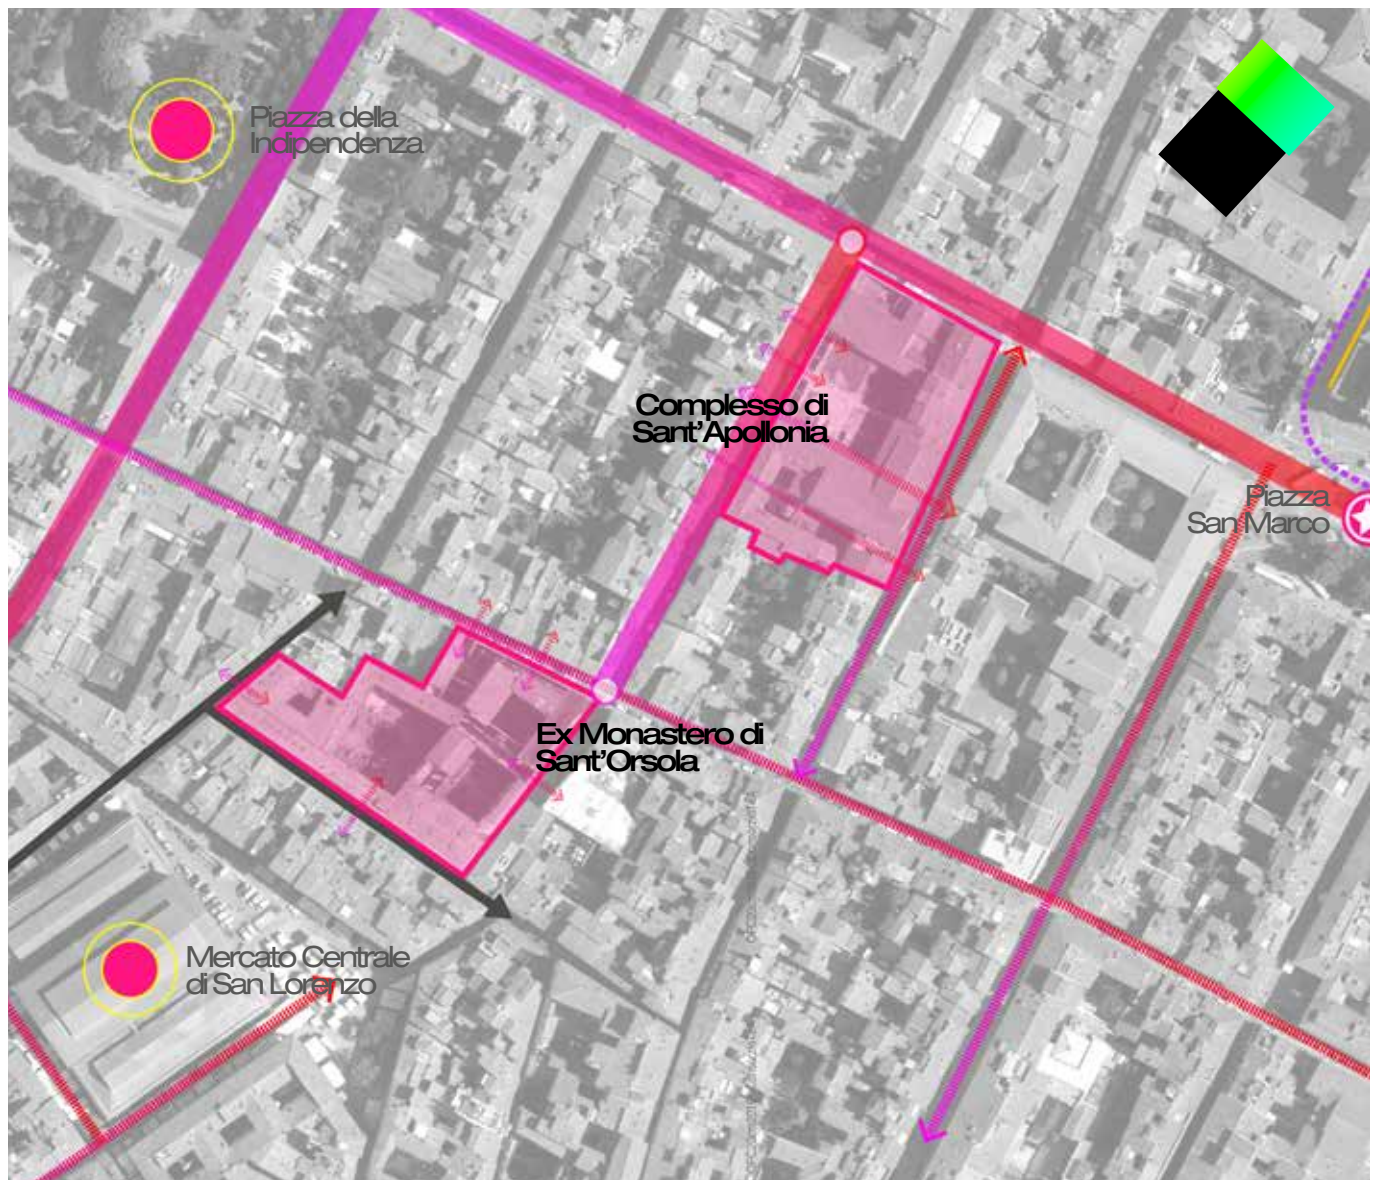 Piazza della
Indipendenza
Complesso di
Sant'Apollonia
Piazza
San Marco
Ex Monastero di
Sant'Orsola
Mercato Centrale
di San Lorenzo